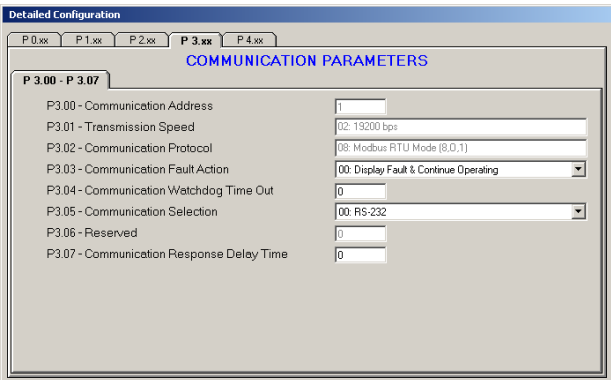 Detailed Configuration
P 0.xx P 1.xx P 2.xx P 3.xx P 4.xx
COMMUNICATION PARAMETERS
P 3.00 - P 3.07
P3.00 - Communication Address 1
P3.01 - Transmission Speed 02: 19200 bps
P3.02 - Communication Protocol 08: Modbus RTU Mode (8,O,1)
P3.03 - Communication Fault Action 00: Display Fault & Continue Operating
P3.04 - Communication Watchdog Time Out 0
P3.05 - Communication Selection 00: RS-232
P3.06 - Reserved 0
P3.07 - Communication Response Delay Time 0